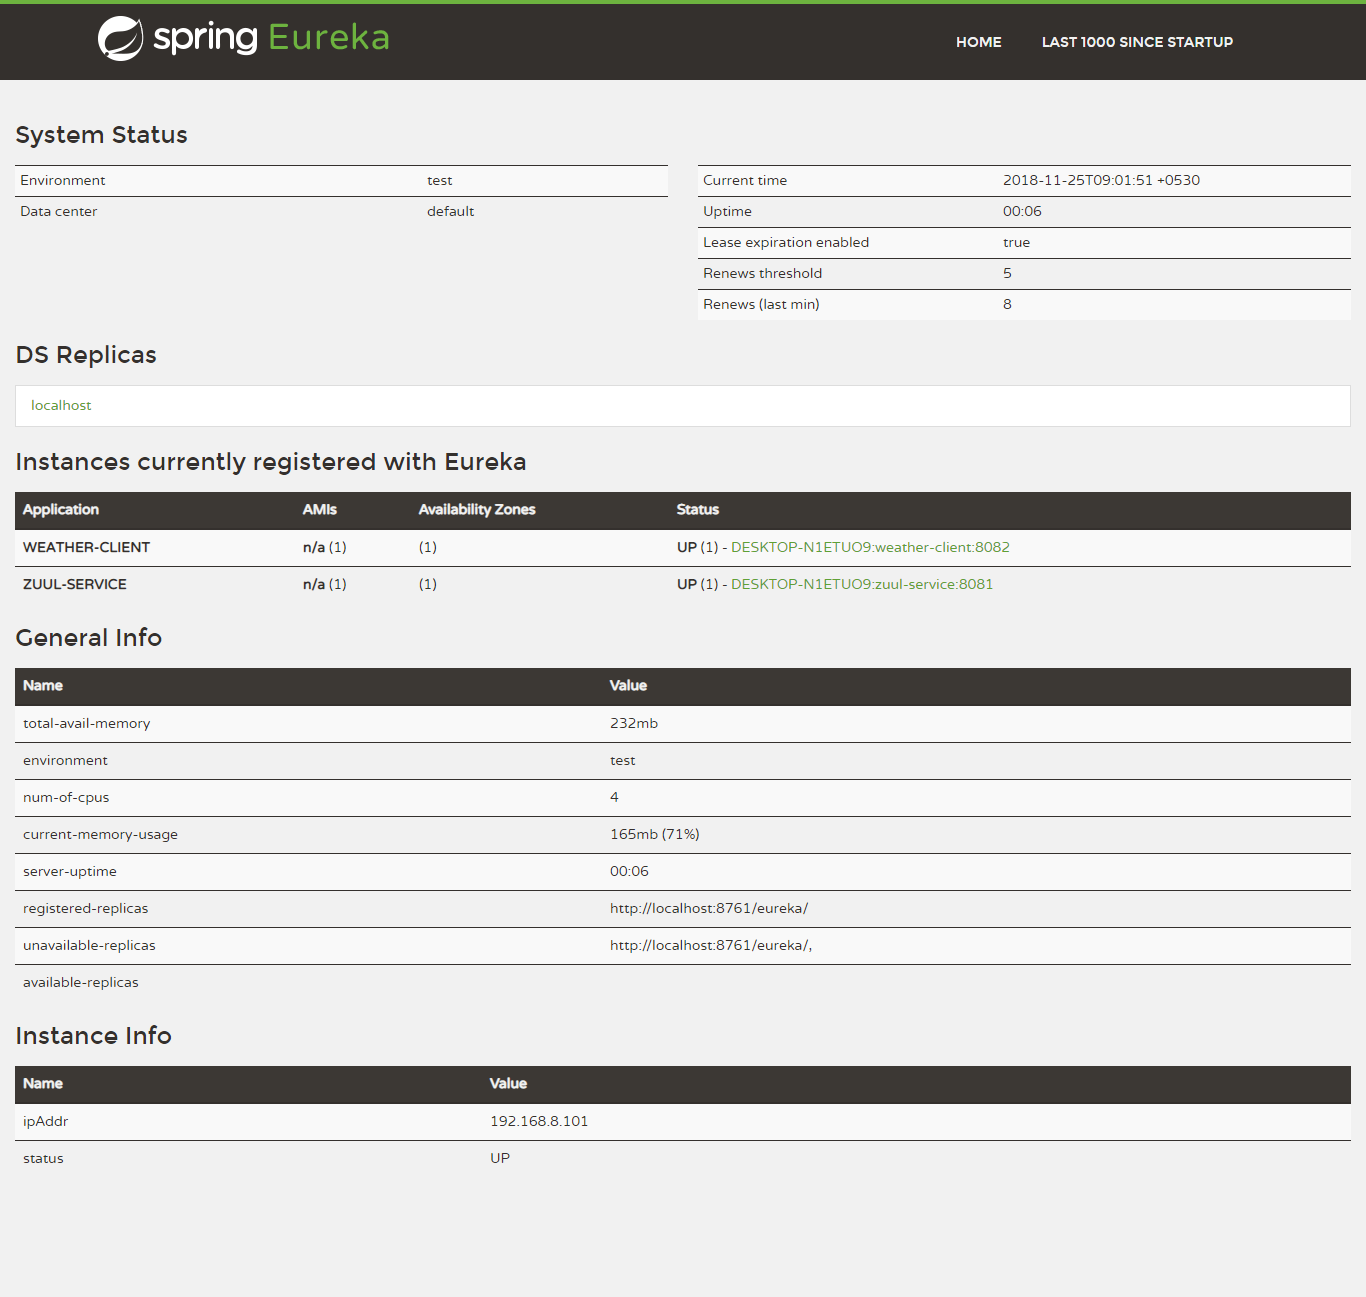 spring Eureka
HOME LAST 1000 SINCE STARTUP
System Status
Environment test
Data center default
Current time 2018-11-25T09:01:51 +0530
Uptime 00:06
Lease expiration enabled true
Renews threshold 5
Renews (last min) 8
DS Replicas
localhost
Instances currently registered with Eureka
Application AMIs Availability Zones Status
WEATHER-CLIENT n/a (1) (1) UP (1) - DESKTOP-N1ETUO9:weather-client:8082
ZUUL-SERVICE n/a (1) (1) UP (1) - DESKTOP-N1ETUO9:zuul-service:8081
General Info
Name Value
total-avail-memory 232mb
environment test
num-of-cpus 4
current-memory-usage 165mb (71%)
server-uptime 00:06
registered-replicas http://localhost:8761/eureka/
unavailable-replicas http://localhost:8761/eureka/,
available-replicas
Instance Info
Name Value
ipAddr 192.168.8.101
status UP